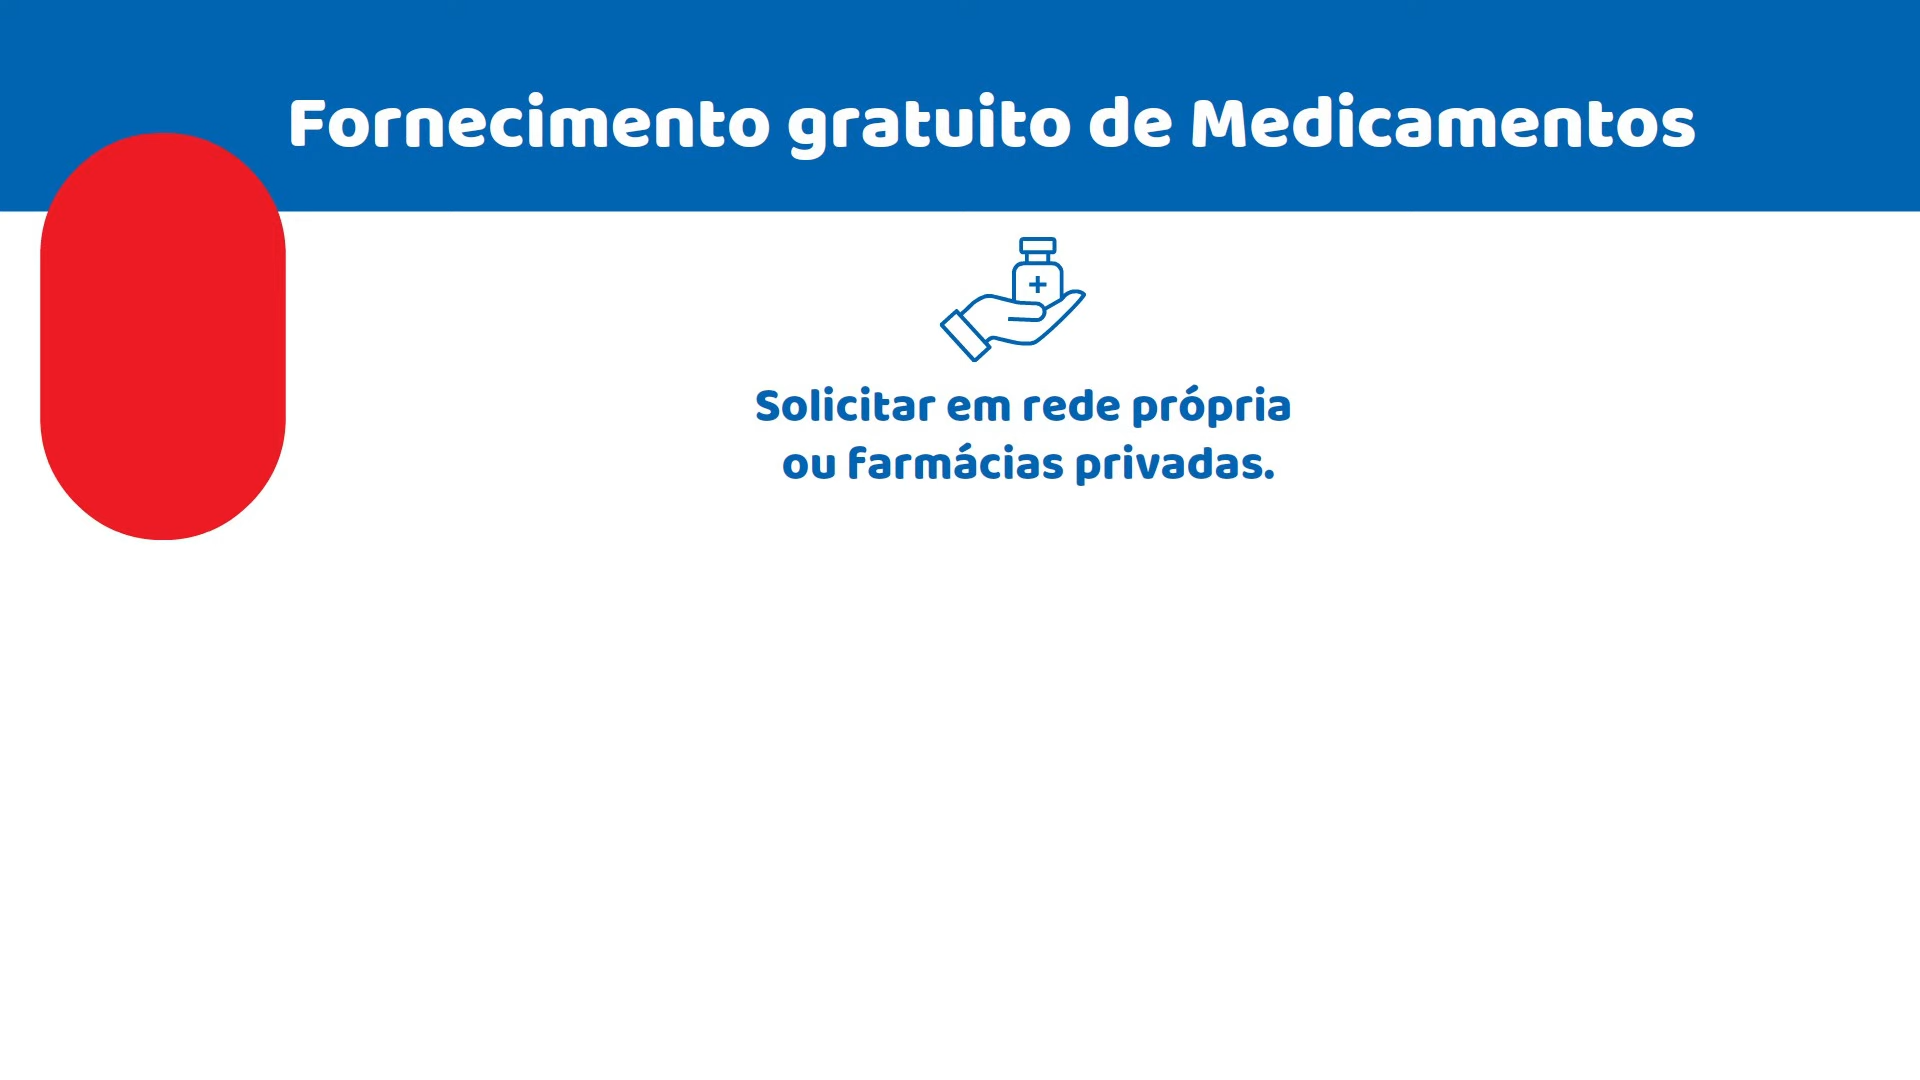 Fornecimento gratuito de Medicamentos
Solicitar em rede própria
ou farmácias privadas.